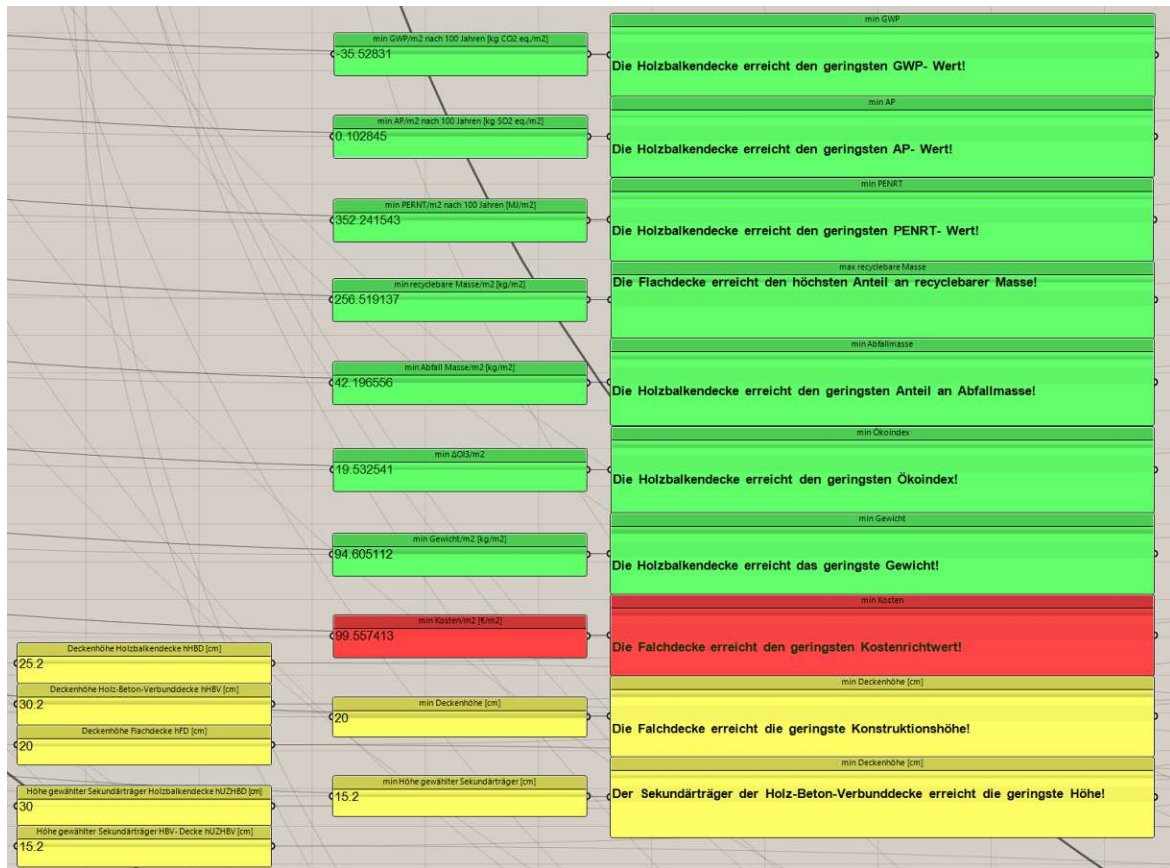 min GWP/m2 nach 100 Jahren [kg CO2 eq./m2]
-35.52831
min GWP
Die Holzbalkendecke erreicht den geringsten GWP- Wert!
min AP/m2 nach 100 Jahren [kg SO2 eq./m2]
0.102845
min AP
Die Holzbalkendecke erreicht den geringsten AP- Wert!
min PERNT/m2 nach 100 Jahren [MJ/m2]
352.241543
min PENRT
Die Holzbalkendecke erreicht den geringsten PENRT- Wert!
min recyclebare Masse/m2 [kg/m2]
256.519137
max recyclebare Masse
Die Flachdecke erreicht den höchsten Anteil an recyclebarer Masse!
min Abfall Masse/m2 [kg/m2]
42.196556
min Abfallmasse
Die Holzbalkendecke erreicht den geringsten Anteil an Abfallmasse!
min ΔOI3/m2
19.532541
min Ökoindex
Die Holzbalkendecke erreicht den geringsten Ökoindex!
min Gewicht/m2 [kg/m2]
94.605112
min Gewicht
Die Holzbalkendecke erreicht das geringste Gewicht!
min Kosten/m2 [€/m2]
99.557413
min Kosten
Die Falchdecke erreicht den geringsten Kostenrichtwert!
Deckenhöhe Holzbalkendecke hHBD [cm]
25.2
Deckenhöhe Holz-Beton-Verbunddecke hHBV [cm]
30.2
Deckenhöhe Flachdecke hFD [cm]
20
min Deckenhöhe [cm]
20
min Deckenhöhe [cm]
Die Falchdecke erreicht die geringste Konstruktionshöhe!
Höhe gewählter Sekundärträger Holzbalkendecke hUZHBD [cm]
30
Höhe gewählter Sekundärträger HBV- Decke hUZHBV [cm]
15.2
min Höhe gewählter Sekundärträger [cm]
15.2
min Deckenhöhe [cm]
Der Sekundärträger der Holz-Beton-Verbunddecke erreicht die geringste Höhe!